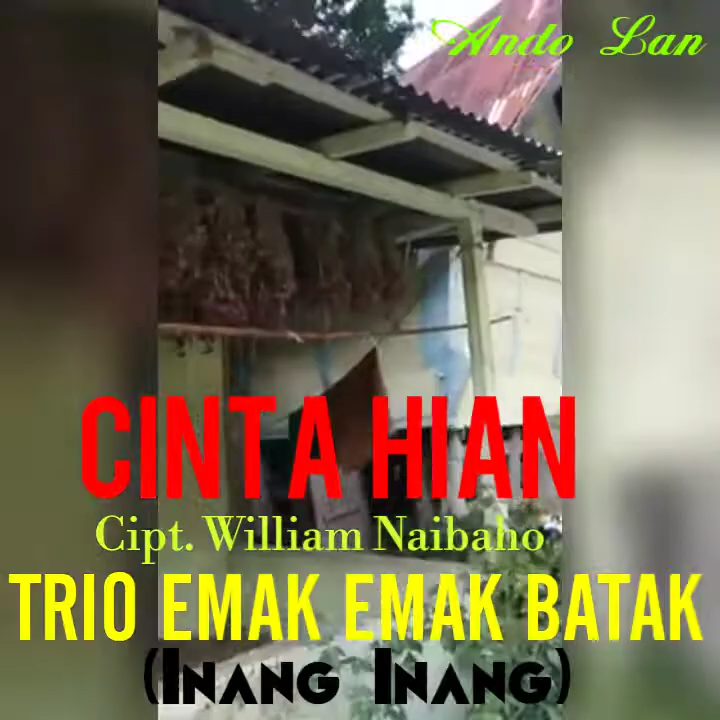 Ando Lan
CINTA HIAN
Cipt. William Naibaho
TRIO EMAK EMAK BATAK
(INANG INANG)